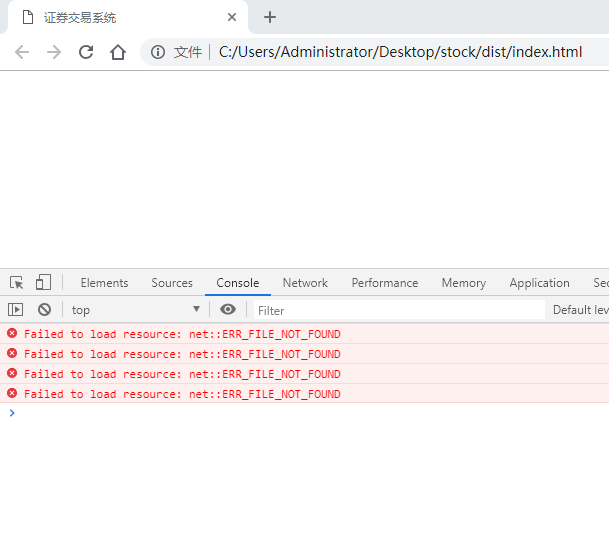 证券交易系统
文件 C:/Users/Administrator/Desktop/stock/dist/index.html
Elements Sources Console Network Performance Memory Application Sec
top Filter Default lev
Failed to load resource: net::ERR_FILE_NOT_FOUND
Failed to load resource: net::ERR_FILE_NOT_FOUND
Failed to load resource: net::ERR_FILE_NOT_FOUND
Failed to load resource: net::ERR_FILE_NOT_FOUND